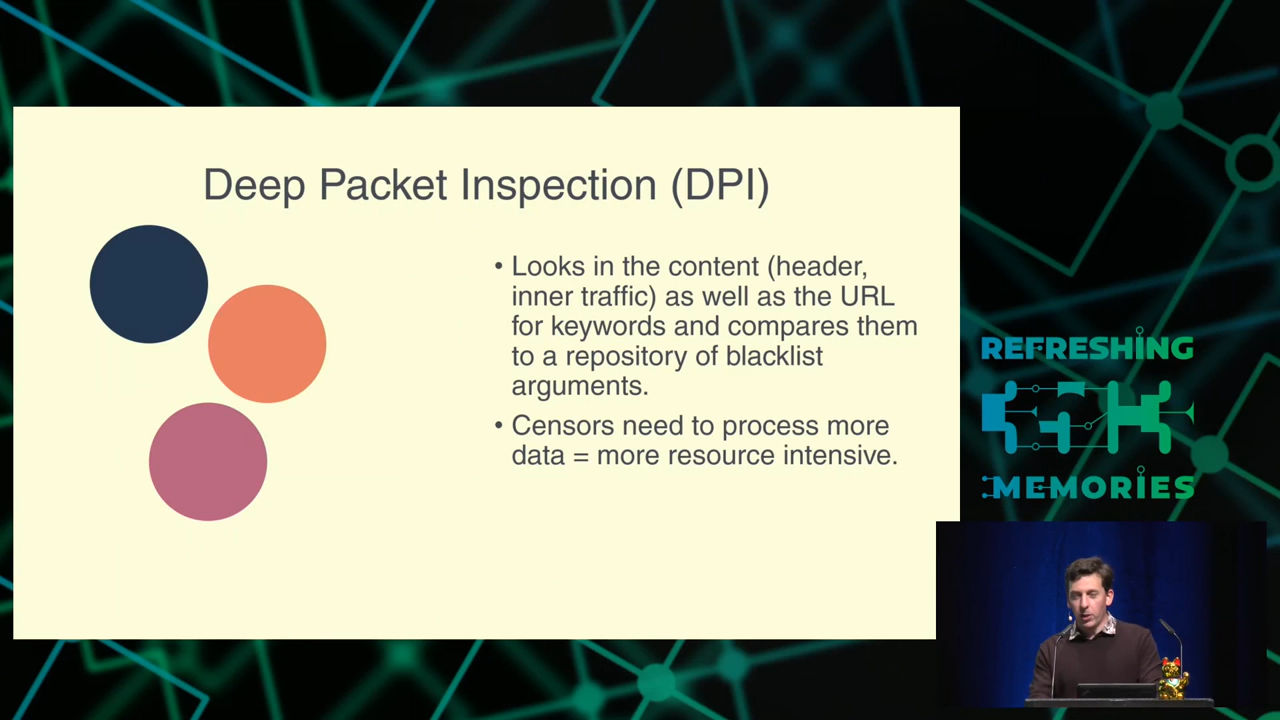 Deep Packet Inspection (DPI)
• Looks in the content (header,
inner traffic) as well as the URL
for keywords and compares them
to a repository of blacklist
arguments.
• Censors need to process more
data = more resource intensive.
REFRESHING
35C3
MEMORIES